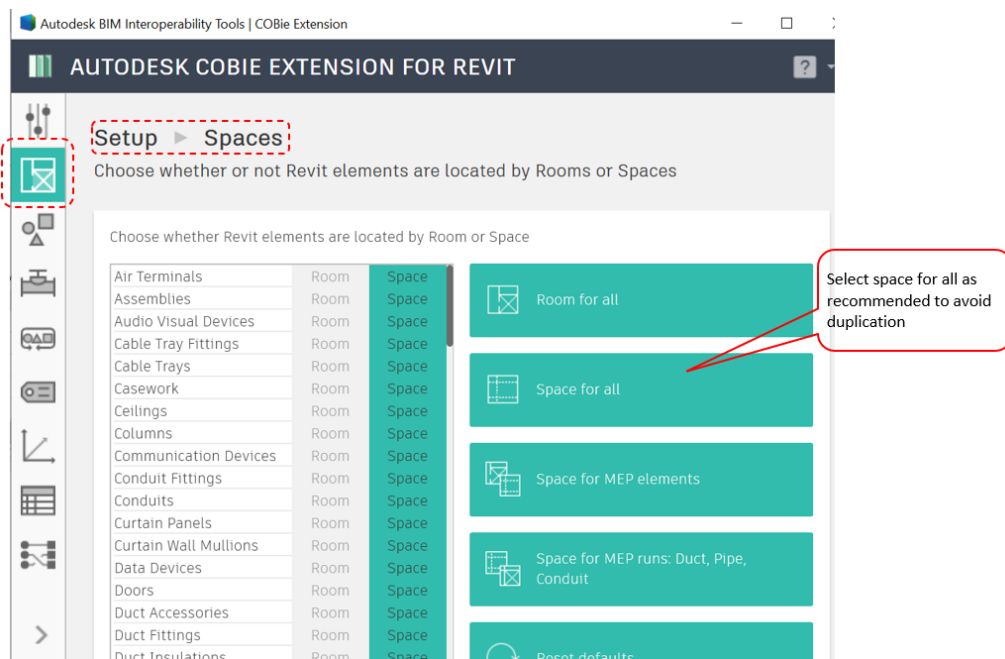 Autodesk BIM Interoperability Tools | COBie Extension
AUTODESK COBIE EXTENSION FOR REVIT
?
Setup ► Spaces
Choose whether or not Revit elements are located by Rooms or Spaces
Choose whether Revit elements are located by Room or Space
Air Terminals Room Space
Assemblies Room Space
Audio Visual Devices Room Space
Cable Tray Fittings Room Space
Cable Trays Room Space
Casework Room Space
Ceilings Room Space
Columns Room Space
Communication Devices Room Space
Conduit Fittings Room Space
Conduits Room Space
Curtain Panels Room Space
Curtain Wall Mullions Room Space
Data Devices Room Space
Doors Room Space
Duct Accessories Room Space
Duct Fittings Room Space
Duct Insulations Room Space
Room for all
Space for all
Space for MEP elements
Space for MEP runs: Duct, Pipe,
Conduit
Reset defaults
Select space for all as
recommended to avoid
duplication